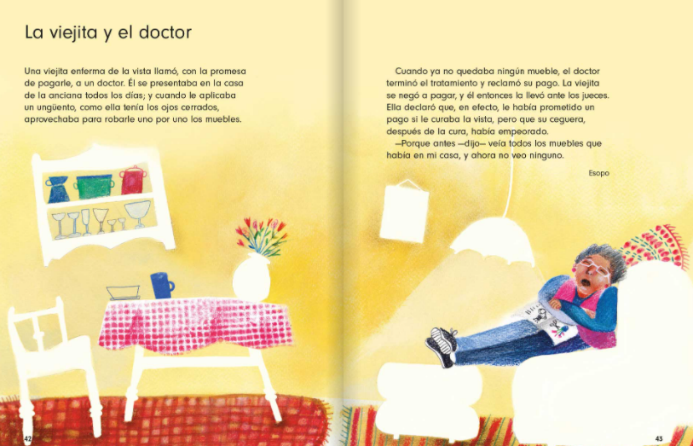 La viejita y el doctor
Una viejita enferma de la vista llamó, con la promesa
de pagarle, a un doctor. Él se presentaba en la casa
de la anciana todos los días; y cuando le aplicaba
un ungüento, como ella tenía los ojos cerrados,
aprovechaba para robarle uno por uno los muebles.
42
Cuando ya no quedaba ningún mueble, el doctor
terminó el tratamiento y reclamó su pago. La viejita
se negó a pagar, y él entonces la llevó ante los jueces.
Ella declaró que, en efecto, le había prometido un
pago si le curaba la vista, pero que su ceguera,
después de la cura, había empeorado.
—Porque antes —dijo— veía todos los muebles que
había en mi casa, y ahora no veo ninguno.
Esopo
43